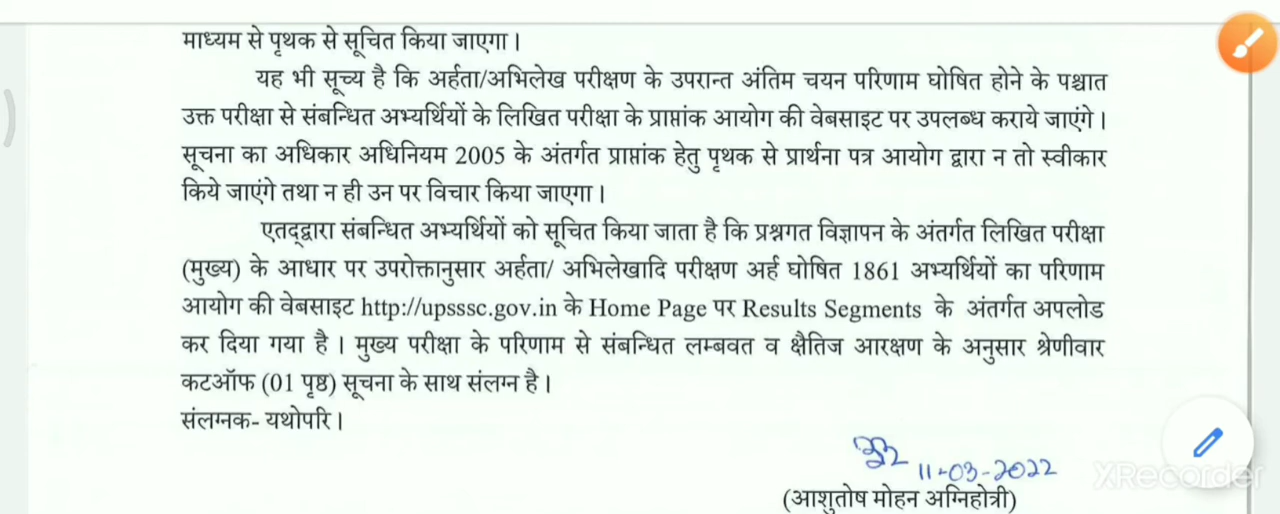 माध्यम से पृथक से सूचित किया जाएगा।
यह भी सूच्य है कि अर्हता/अभिलेख परीक्षण के उपरान्त अंतिम चयन परिणाम घोषित होने के पश्चात
उक्त परीक्षा से संबन्धित अभ्यर्थियों के लिखित परीक्षा के प्राप्तांक आयोग की वेबसाइट पर उपलब्ध कराये जाएंगे।
सूचना का अधिकार अधिनियम 2005 के अंतर्गत प्राप्तांक हेतु पृथक से प्रार्थना पत्र आयोग द्वारा न तो स्वीकार
किये जाएंगे तथा न ही उन पर विचार किया जाएगा।
एतद्द्वारा संबन्धित अभ्यर्थियों को सूचित किया जाता है कि प्रश्नगत विज्ञापन के अंतर्गत लिखित परीक्षा
(मुख्य) के आधार पर उपरोक्तानुसार अर्हता/ अभिलेखादि परीक्षण अर्ह घोषित 1861 अभ्यर्थियों का परिणाम
आयोग की वेबसाइट http://upsssc.gov.in के Home Page पर Results Segments के अंतर्गत अपलोड
कर दिया गया है। मुख्य परीक्षा के परिणाम से संबन्धित लम्बवत व क्षैतिज आरक्षण के अनुसार श्रेणीवार
कटऑफ (01 पृष्ठ) सूचना के साथ संलग्न है।
संलग्नक- यथोपरि।
11-03-2022
XRecorder
(आशुतोष मोहन अग्निहोत्री)